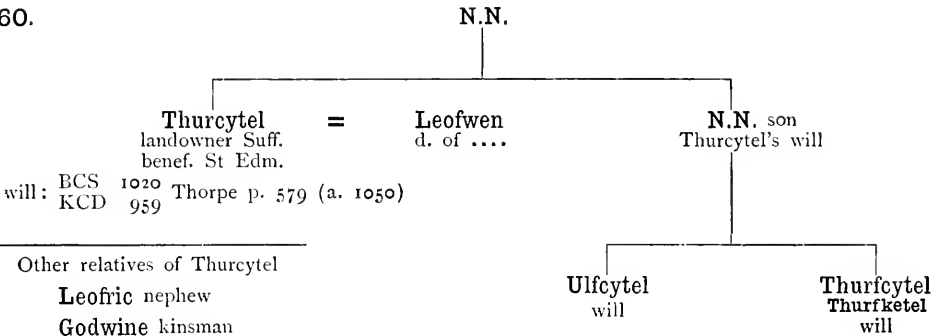 60.
N.N.
Thurcytel = Leofwen N.N. son
landowner Suff. d. of .... Thurcytel's will
benef. St Edm.
will: BCS 1020 Thorpe p. 579 (a. 1050)
KCD 959
Other relatives of Thurcytel
Leofric nephew
Godwine kinsman
Ulfcytel
will
Thurfcytel
Thurfketel
will